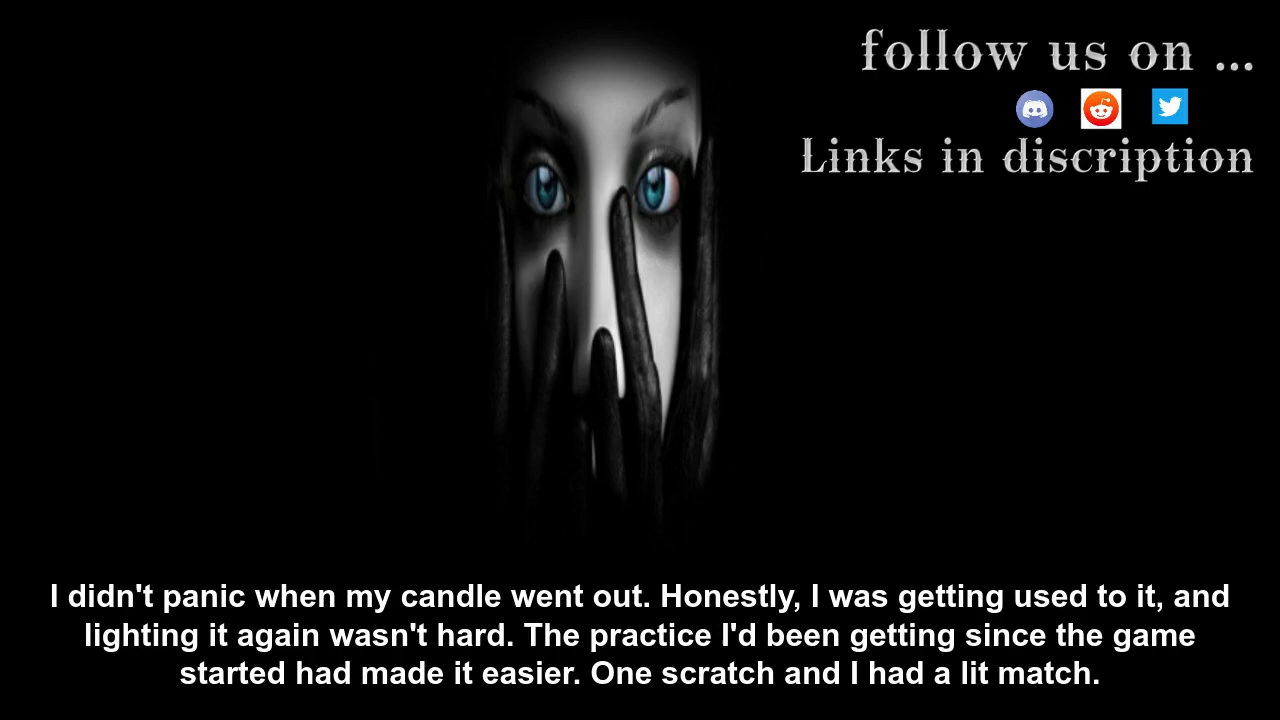 follow us on ...
Links in discription
I didn't panic when my candle went out. Honestly, I was getting used to it, and
lighting it again wasn't hard. The practice I'd been getting since the game
started had made it easier. One scratch and I had a lit match.